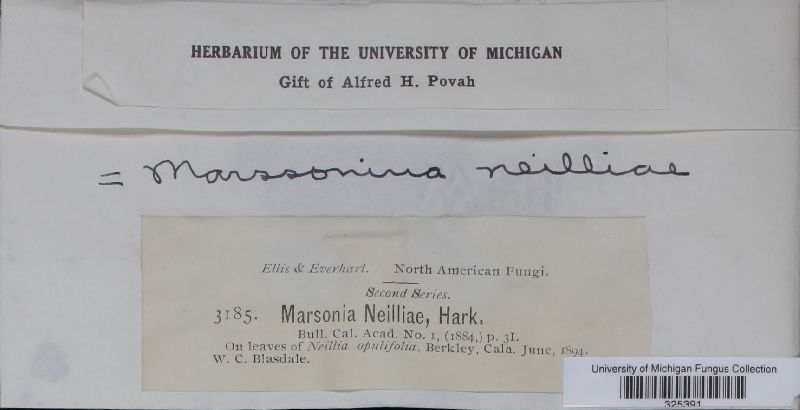 HERBARIUM OF THE UNIVERSITY OF MICHIGAN
Gift of Alfred H. Povah
= Marssonina neilliae
Ellis & Everhart. North American Fungi.
Second Series.
3185. Marsonia Neilliae, Hark.
Bull. Cal. Acad. No. 1, (1884,) p. 31.
On leaves of Neillia opulifolia. Berkley, Cala. June, 1894.
W. C. Blasdale.
University of Michigan Fungus Collection
325391